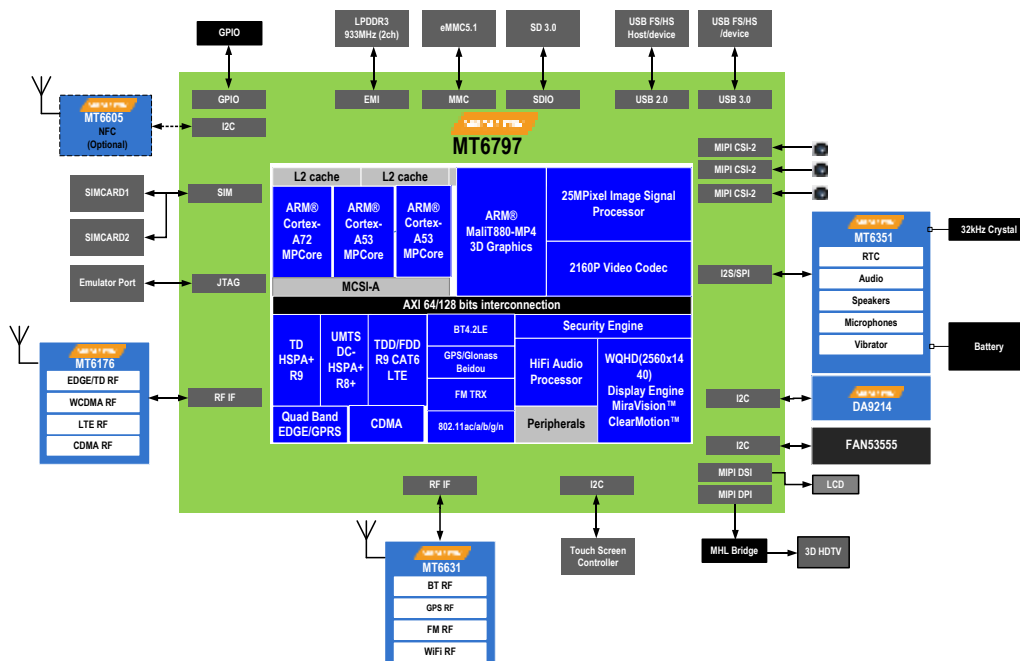 GPIO
LPDDR3
933MHz (2ch)
eMMC5.1
SD 3.0
USB FS/HS
Host/device
USB FS/HS
/device
GPIO
EMI
MMC
SDIO
USB 2.0
USB 3.0
MT6605
NFC
(Optional)
I2C
MT6797
MIPI CSI-2
MIPI CSI-2
MIPI CSI-2
SIMCARD1
SIM
SIMCARD2
Emulator Port
JTAG
L2 cache
L2 cache
ARM®
Cortex-
A72
MPCore
ARM®
Cortex-
A53
MPCore
ARM®
Cortex-
A53
MPCore
ARM®
MaliT880-MP4
3D Graphics
25MPixel Image Signal
Processor
2160P Video Codec
MCSI-A
AXI 64/128 bits interconnection
TD
HSPA+
R9
UMTS
DC-
HSPA+
R8+
TDD/FDD
R9 CAT6
LTE
BT4.2LE
GPS/Glonass
Beidou
FM TRX
802.11ac/a/b/g/n
Security Engine
HiFi Audio
Processor
WQHD(2560x14
40)
Display Engine
MiraVision™
ClearMotion™
Quad Band
EDGE/GPRS
CDMA
Peripherals
I2S/SPI
MT6351
RTC
Audio
Speakers
Microphones
Vibrator
32kHz Crystal
Battery
MT6176
EDGE/TD RF
WCDMA RF
LTE RF
CDMA RF
RF IF
I2C
DA9214
I2C
FAN53555
MIPI DSI
LCD
MIPI DPI
MHL Bridge
3D HDTV
RF IF
I2C
Touch Screen
Controller
MT6631
BT RF
GPS RF
FM RF
WiFi RF